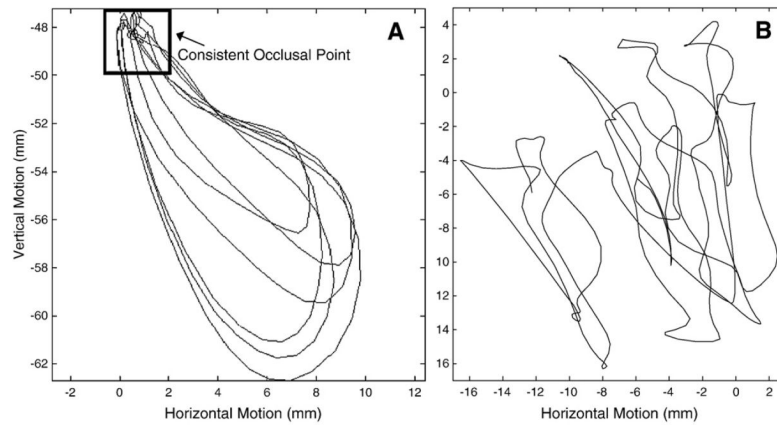 A
Consistent Occlusal Point
Vertical Motion (mm)
-48
-50
-52
-54
-56
-58
-60
-62
-2 0 2 4 6 8 10 12
Horizontal Motion (mm)
B
4
2
0
-2
-4
-6
-8
10
12
14
16
-16 -14 -12 -10 -8 -6 -4 -2 0 2
Horizontal Motion (mm)